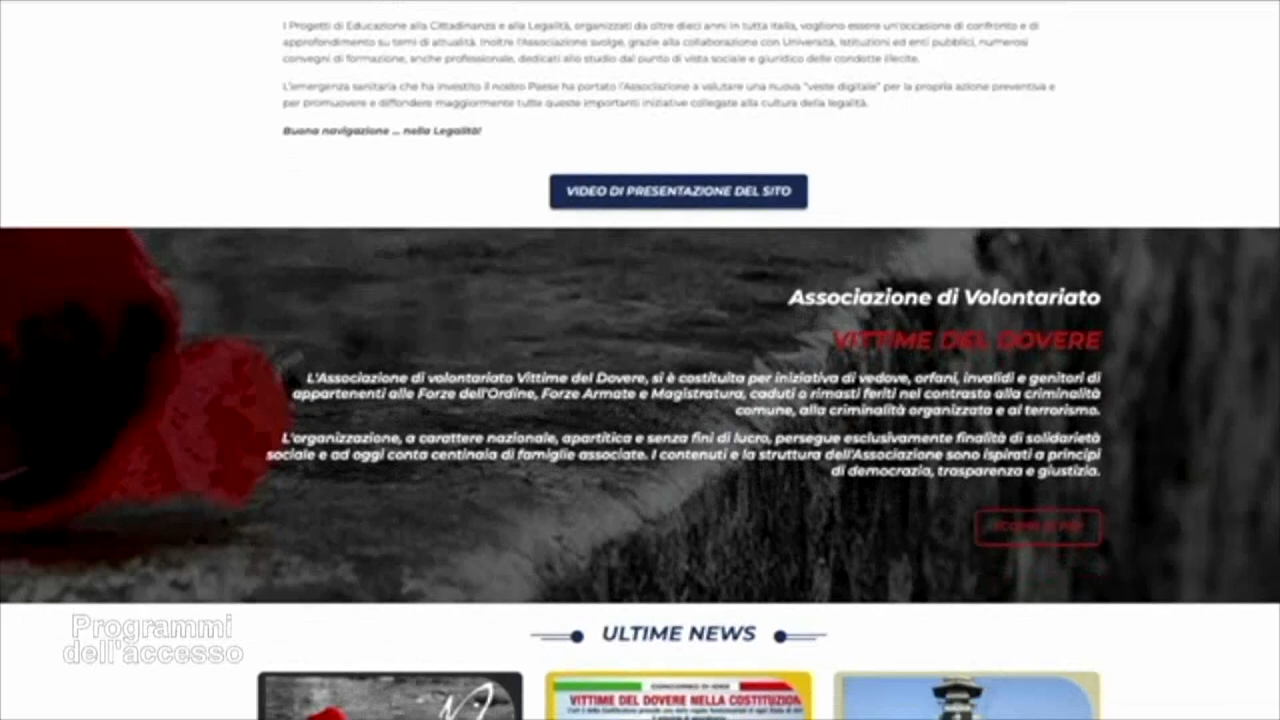 I Progetti di Educazione alla Cittadinanza e alla Legalità, organizzati da oltre dieci anni in tutta Italia, vogliono essere un'occasione di confronto e di
approfondimento su temi di attualità. Inoltre l'Associazione svolge, grazie alla collaborazione con Università, Istituzioni ed enti pubblici, numerosi
convegni di formazione, anche professionale, dedicati allo studio dal punto di vista sociale e giuridico delle condotte illecite.
L'emergenza sanitaria che ha investito il nostro Paese ha portato l'Associazione a valutare una nuova "veste digitale" per la propria azione preventiva e
per promuovere e diffondere maggiormente tutte queste importanti iniziative collegate alla cultura della legalità.
Buona navigazione ... nella Legalità!
VIDEO DI PRESENTAZIONE DEL SITO
Associazione di Volontariato
VITTIME DEL DOVERE
L'Associazione di volontariato Vittime del Dovere, si è costituita per iniziativa di vedove, orfani, invalidi e genitori di
appartenenti alle Forze dell'Ordine, Forze Armate e Magistratura, caduti o rimasti feriti nel contrasto alla criminalità
comune, alla criminalità organizzata e al terrorismo.
L'organizzazione, a carattere nazionale, apartitica e senza fini di lucro, persegue esclusivamente finalità di solidarietà
sociale e ad oggi conta centinaia di famiglie associate. I contenuti e la struttura dell'Associazione sono ispirati a principi
di democrazia, trasparenza e giustizia.
Programmi
dell'accesso
ULTIME NEWS
CONCORSO DI IDEE
VITTIME DEL DOVERE NELLA COSTITUZION